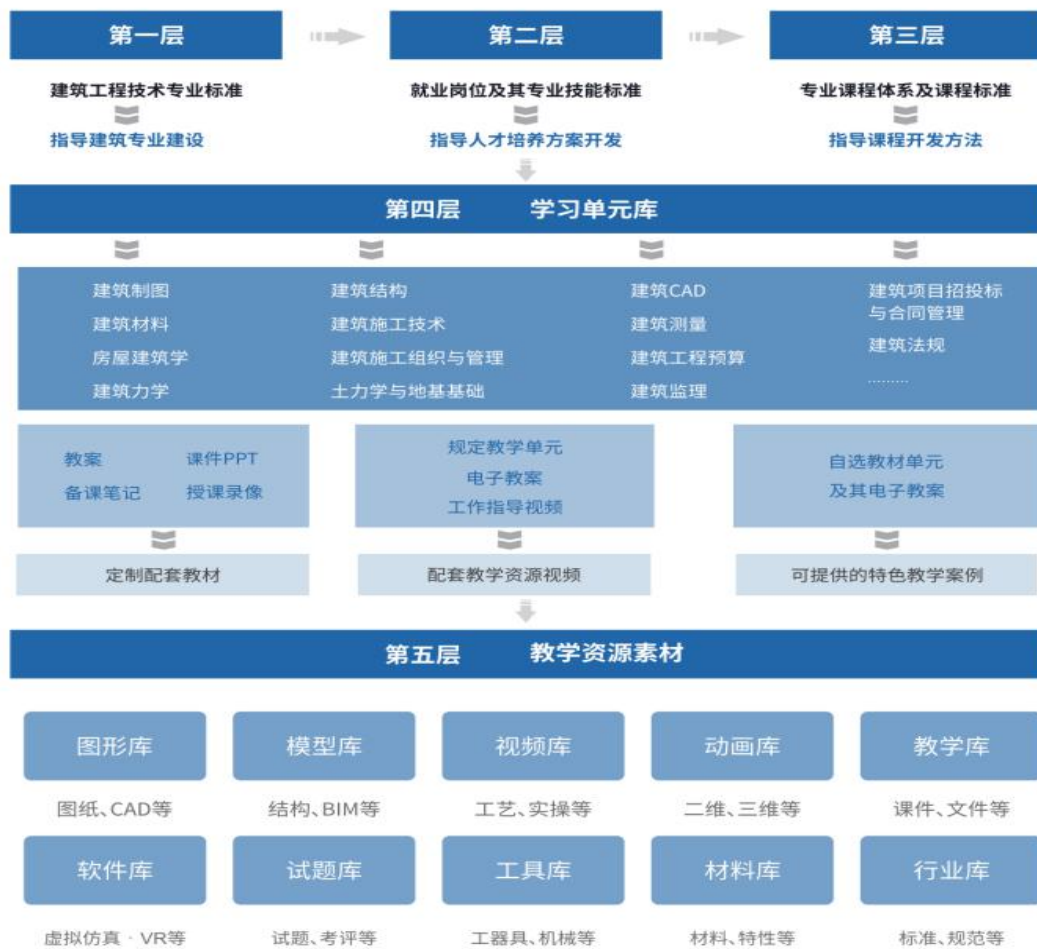 第一层
第二层
第三层
建筑工程技术专业标准
就业岗位及其专业技能标准
专业课程体系及课程标准
指导建筑专业建设
指导人才培养方案开发
指导课程开发方法
第四层 学习单元库
建筑制图
建筑材料
房屋建筑学
建筑力学
建筑结构
建筑施工技术
建筑施工组织与管理
土力学与地基基础
建筑CAD
建筑测量
建筑工程预算
建筑监理
建筑项目招投标
与合同管理
建筑法规
.........
教案 课件PPT
备课笔记 授课录像
规定教学单元
电子教案
工作指导视频
自选教材单元
及其电子教案
定制配套教材
配套教学资源视频
可提供的特色教学案例
第五层 教学资源素材
图形库
模型库
视频库
动画库
教学库
图纸、CAD等
结构、BIM等
工艺、实操等
二维、三维等
课件、文件等
软件库
试题库
工具库
材料库
行业库
虚拟仿真 · VR等
试题、考评等
工器具、机械等
材料、特性等
标准、规范等